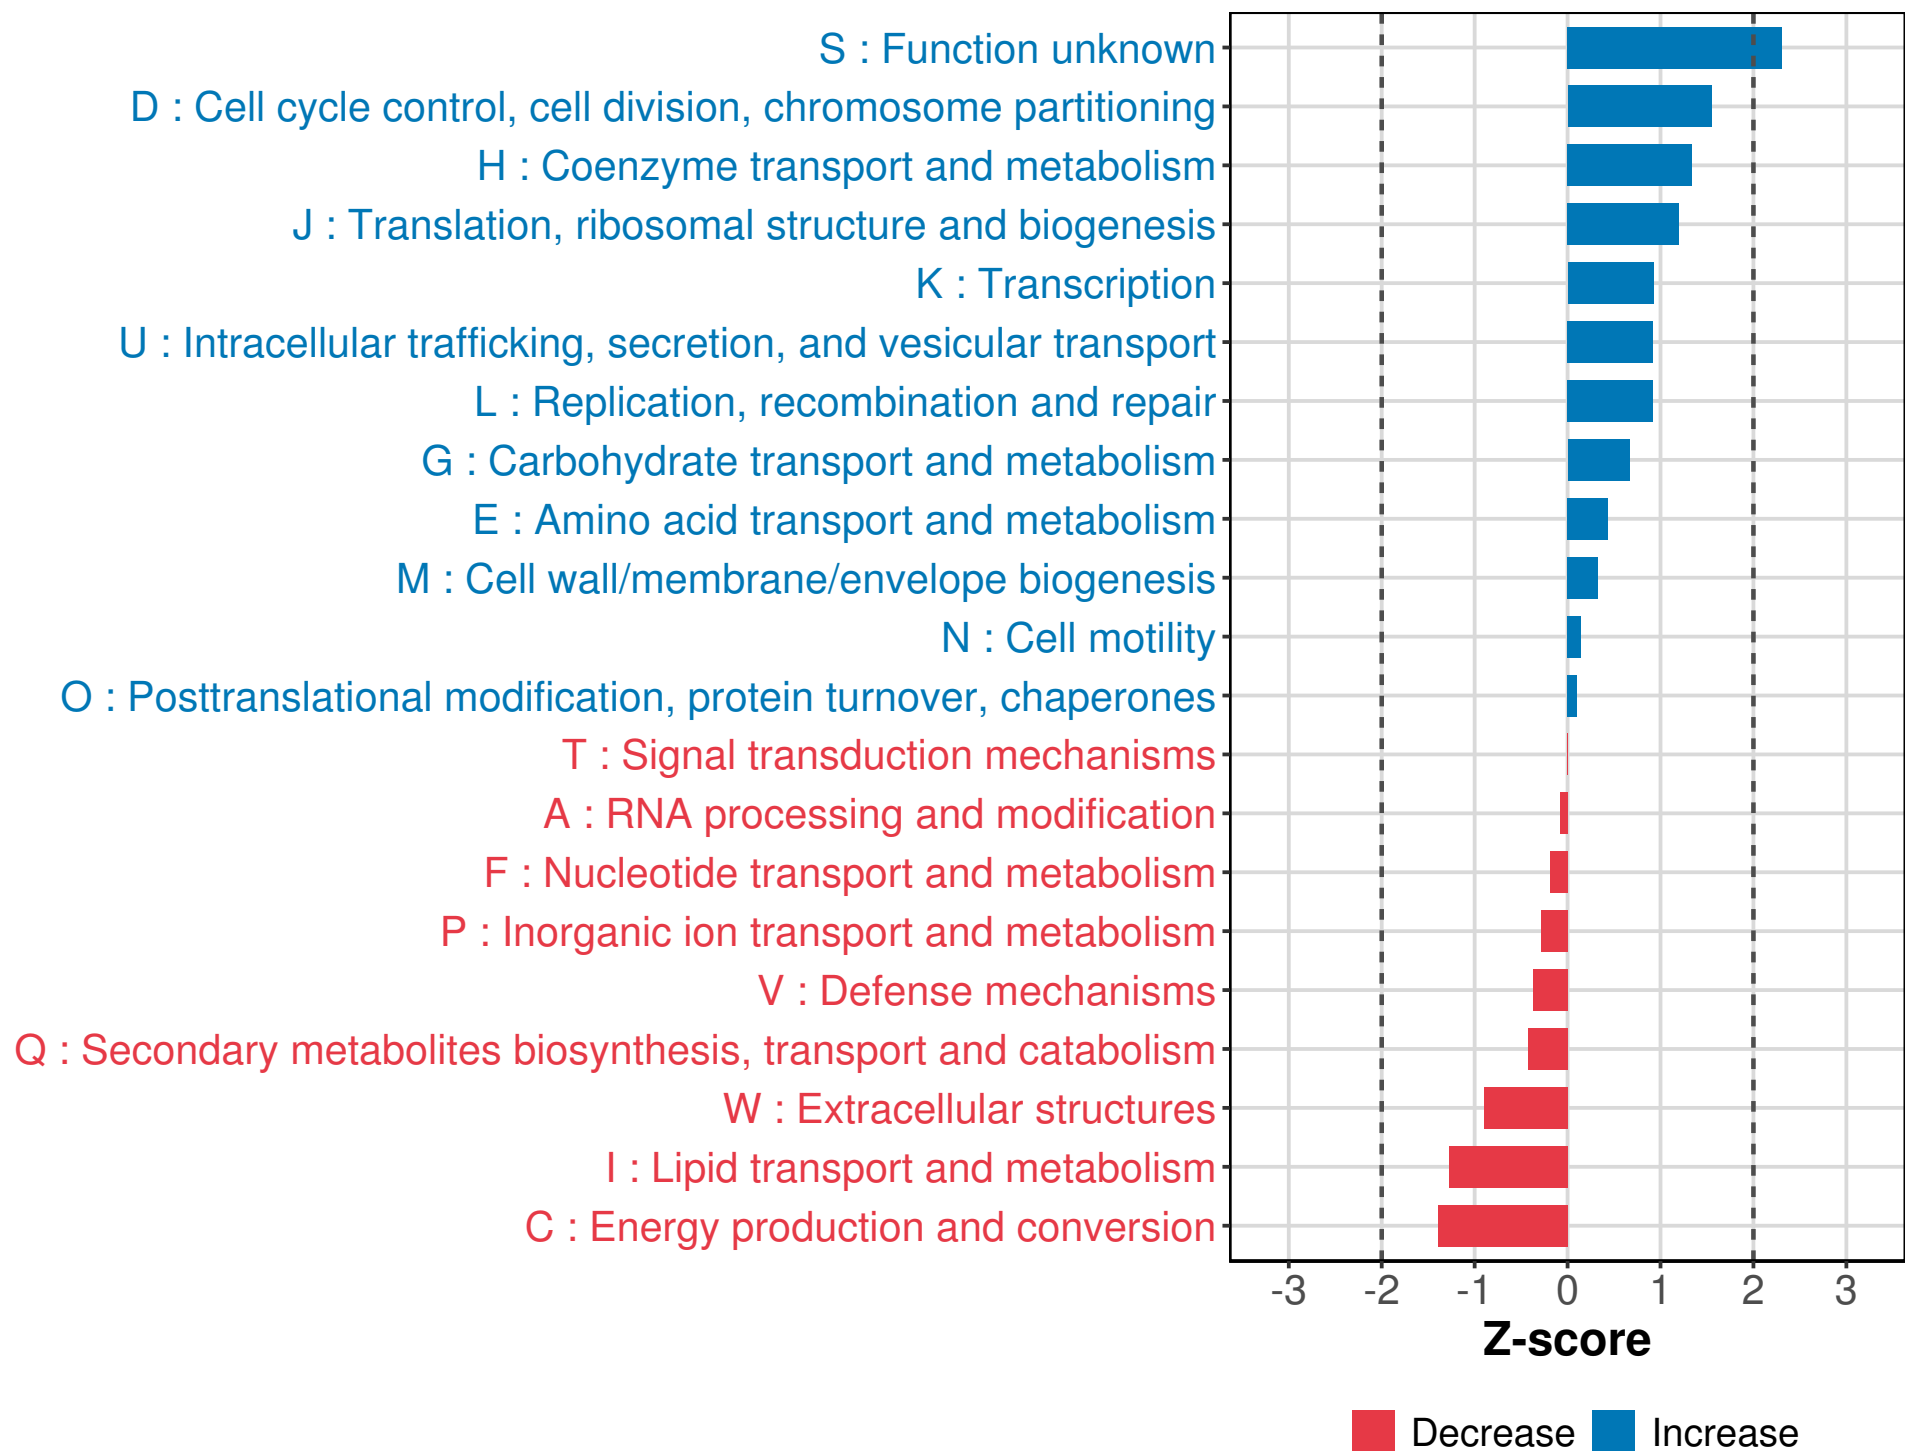 S : Function unknown
D : Cell cycle control, cell division, chromosome partitioning
H : Coenzyme transport and metabolism
J : Translation, ribosomal structure and biogenesis
K : Transcription
U : Intracellular trafficking, secretion, and vesicular transport
L : Replication, recombination and repair
G : Carbohydrate transport and metabolism
E : Amino acid transport and metabolism
M : Cell wall/membrane/envelope biogenesis
N : Cell motility
O : Posttranslational modification, protein turnover, chaperones
T : Signal transduction mechanisms
A : RNA processing and modification
F : Nucleotide transport and metabolism
P : Inorganic ion transport and metabolism
V : Defense mechanisms
Q : Secondary metabolites biosynthesis, transport and catabolism
W : Extracellular structures
I : Lipid transport and metabolism
C : Energy production and conversion
-3 -2 -1 0 1 2 3
Z-score
Decrease Increase